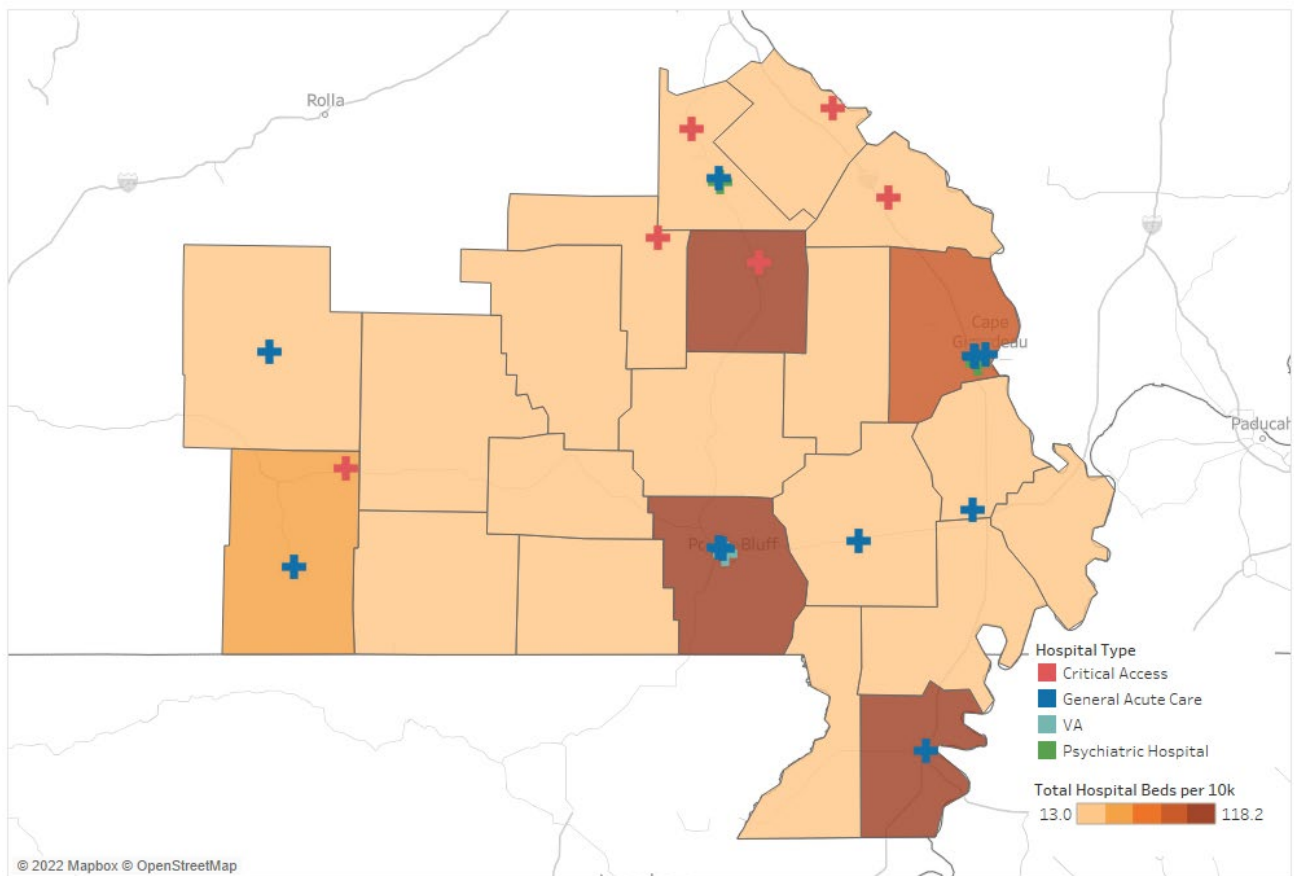 Rolla
Cape
Girardeau
Paducah
Poplar Bluff
Hospital Type
Critical Access
General Acute Care
VA
Psychiatric Hospital
Total Hospital Beds per 10k
13.0
118.2
© 2022 Mapbox © OpenStreetMap